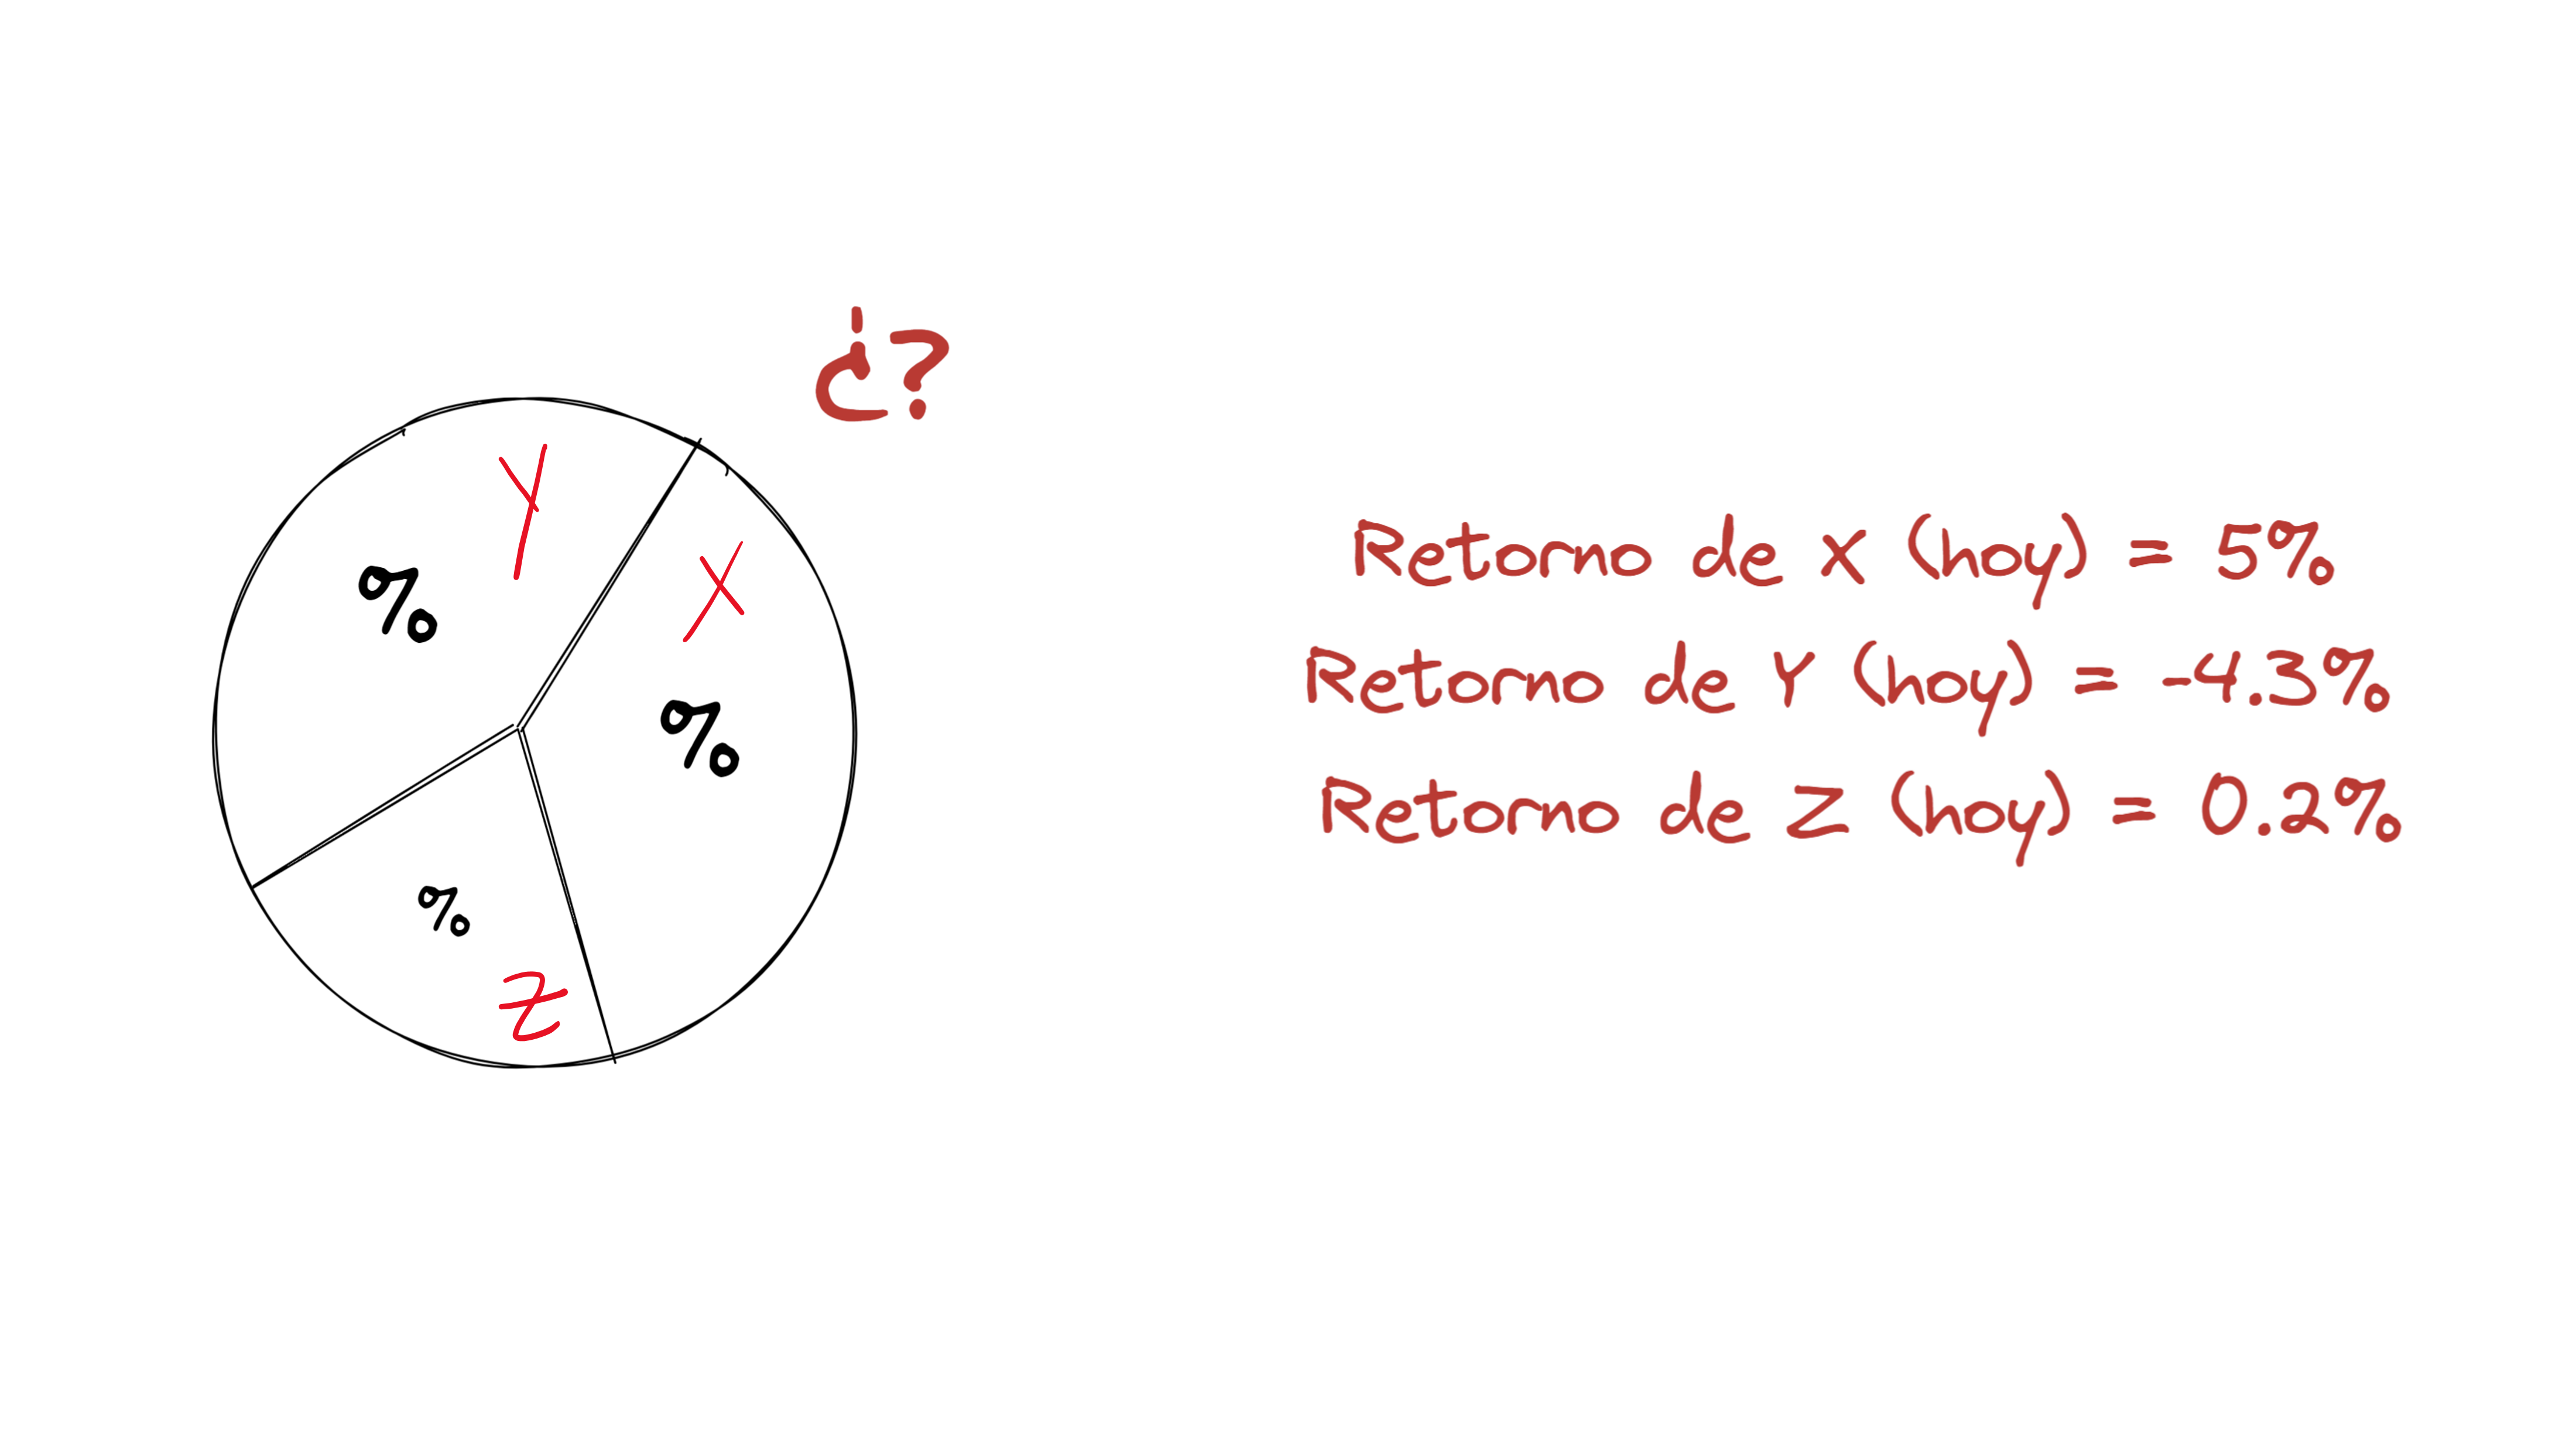 ¿?
Y
X
%
%
%
Z
Retorno de X (hoy) = 5%
Retorno de Y (hoy) = -4.3%
Retorno de Z (hoy) = 0.2%